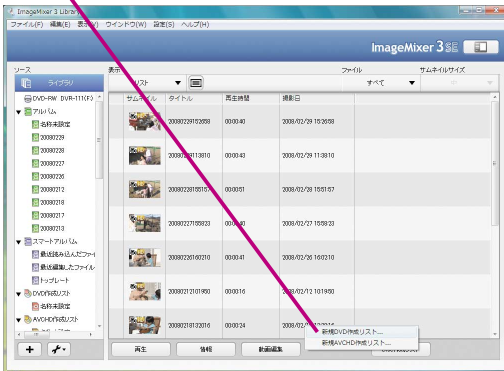 ImageMixer 3 Library
ファイル(F) 編集(E) 表示(V) ウインドウ(W) 設定(S) ヘルプ(H)
ImageMixer 3 SE
ソース
表示
ファイル
サムネイルサイズ
ライブラリ
リスト
すべて
DVD-RW DVR-111(F:)
アルバム
名称未設定
20080229
20080228
20080227
20080226
20080212
20080218
20080217
20080213
スマートアルバム
最近読み込んだファイ
最近編集したファイル
トップレート
DVD作成リスト
名称未設定
AVCHD作成リスト
サムネイル タイトル 再生時間 撮影日
20080229152658 00:00:40 2008/02/29 15:26:58
20080229113810 00:00:43 2008/02/29 11:38:10
20080228155157 00:00:51 2008/02/28 15:51:57
20080227155823 00:00:40 2008/02/27 15:58:23
20080226160210 00:00:41 2008/02/26 16:02:10
20080212101950 00:00:16 2008/02/12 10:19:50
20080218132016 00:00:24
新規DVD作成リスト...
新規AVCHD作成リスト...
再生
情報
動画編集